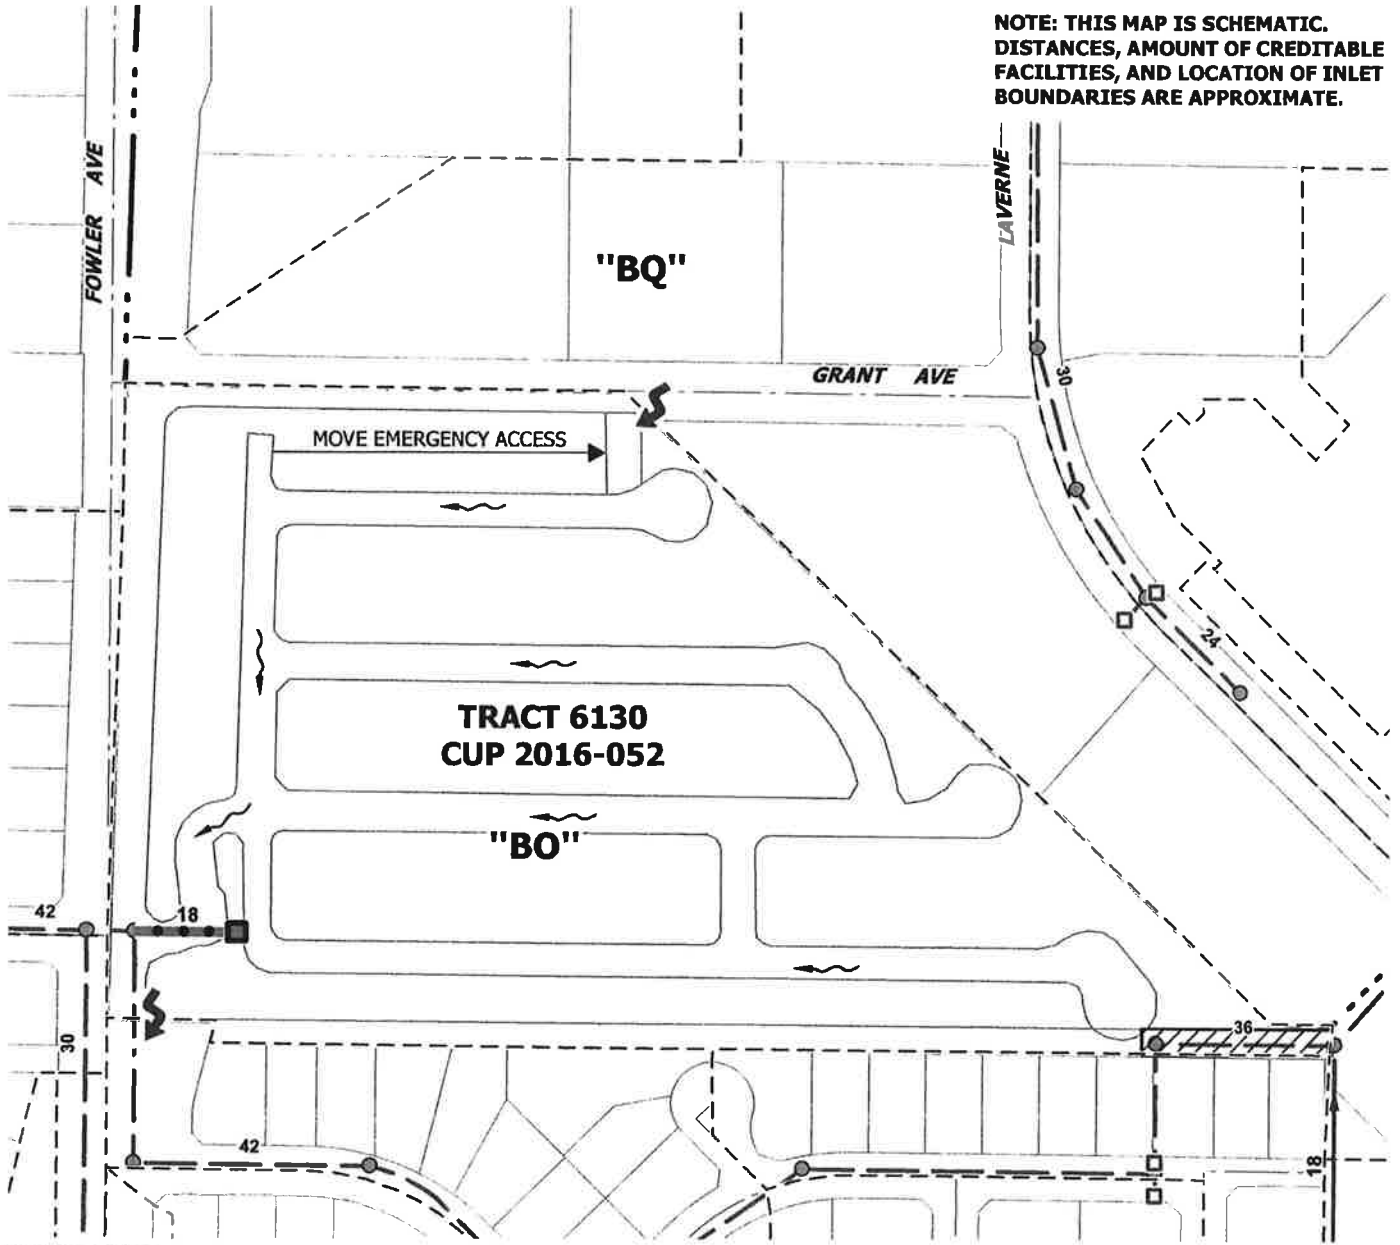 NOTE: THIS MAP IS SCHEMATIC.
DISTANCES, AMOUNT OF CREDITABLE
FACILITIES, AND LOCATION OF INLET
BOUNDARIES ARE APPROXIMATE.
FOWLER AVE
LAVERNE
"BQ"
GRANT AVE
30
MOVE EMERGENCY ACCESS
24
TRACT 6130
CUP 2016-052
"BO"
42
18
30
36
42
18